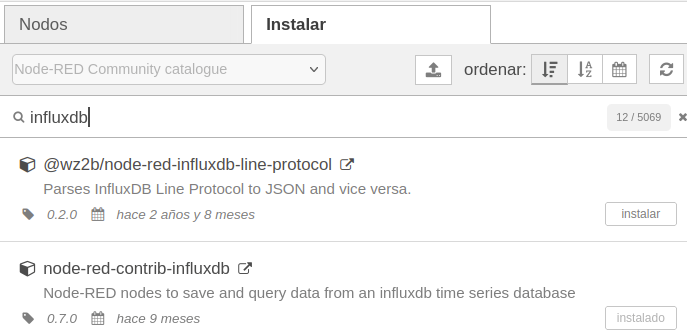 Nodos
Instalar
Node-RED Community catalogue
ordenar:
influxdb
12 / 5069
@wz2b/node-red-influxdb-line-protocol
Parses InfluxDB Line Protocol to JSON and vice versa.
0.2.0 hace 2 años y 8 meses
instalar
node-red-contrib-influxdb
Node-RED nodes to save and query data from an influxdb time series database
0.7.0 hace 9 meses
instalado